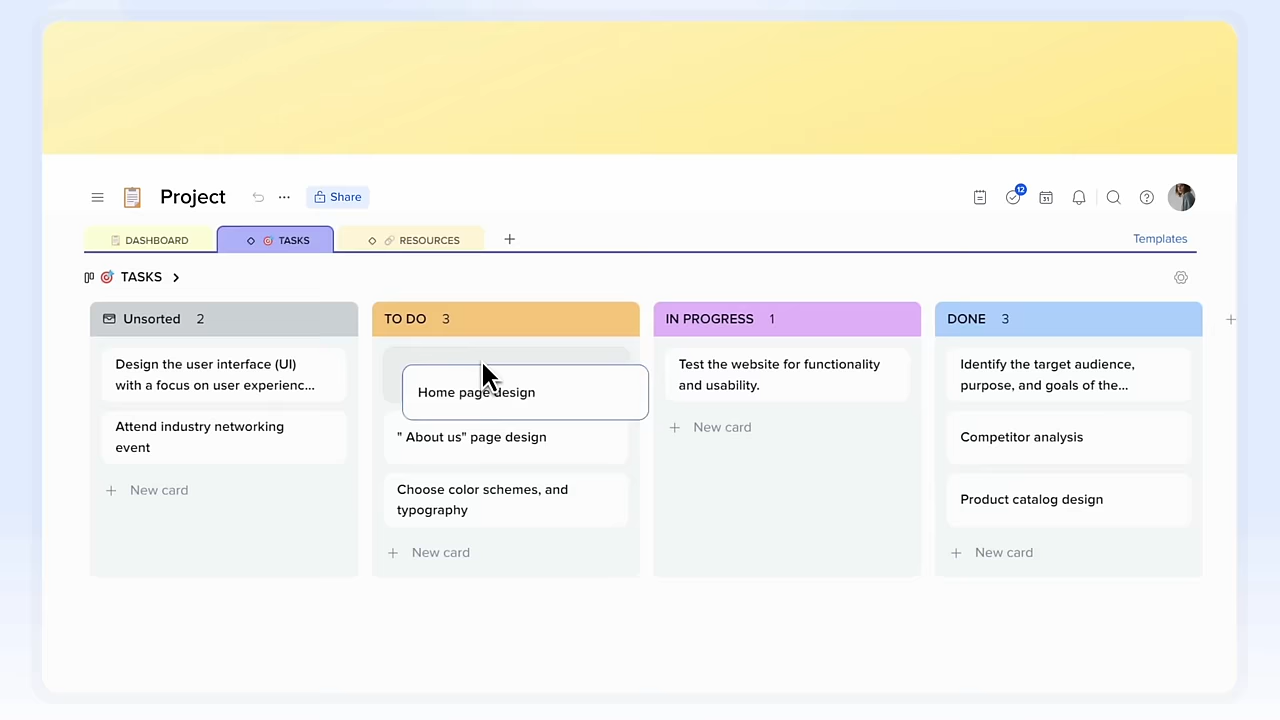 Project
Share
12
31
DASHBOARD
TASKS
RESOURCES
Templates
TASKS
Unsorted 2
Design the user interface (UI)
with a focus on user experienc...
Attend industry networking
event
New card
TO DO 3
Home page design
" About us" page design
Choose color schemes, and
typography
New card
IN PROGRESS 1
Test the website for functionality
and usability.
New card
DONE 3
Identify the target audience,
purpose, and goals of the...
Competitor analysis
Product catalog design
New card